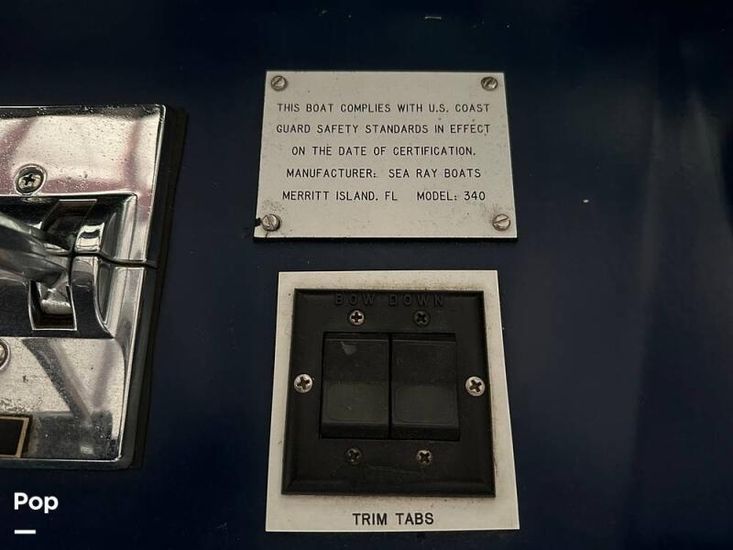 THIS BOAT COMPLIES WITH U.S. COAST
GUARD SAFETY STANDARDS IN EFFECT
ON THE DATE OF CERTIFICATION.
MANUFACTURER: SEA RAY BOATS
MERRITT ISLAND. FL MODEL: 340
BOW DOWN
TRIM TABS
Pop